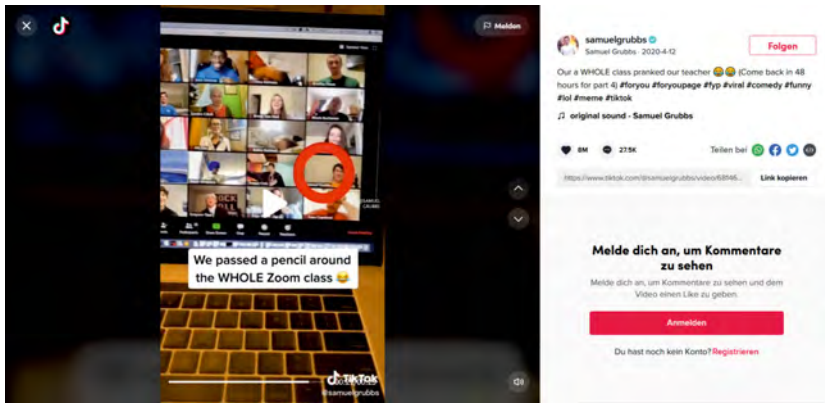 Melden
We passed a pencil around
the WHOLE Zoom class 😂
TikTok
@samuelgrubbs
samuelgrubbs
Samuel Grubbs · 2020-4-12
Folgen
Our a WHOLE class pranked our teacher 😂😂 (Come back in 48
hours for part 4) #foryou #foryoupage #fyp #viral #comedy #funny
#lol #meme #tiktok
♫ original sound - Samuel Grubbs
8M 27.5K Teilen bei
Link kopieren
Melde dich an, um Kommentare
zu sehen
Melde dich an, um Kommentare zu sehen und dem
Video einen Like zu geben.
Anmelden
Du hast noch kein Konto? Registrieren